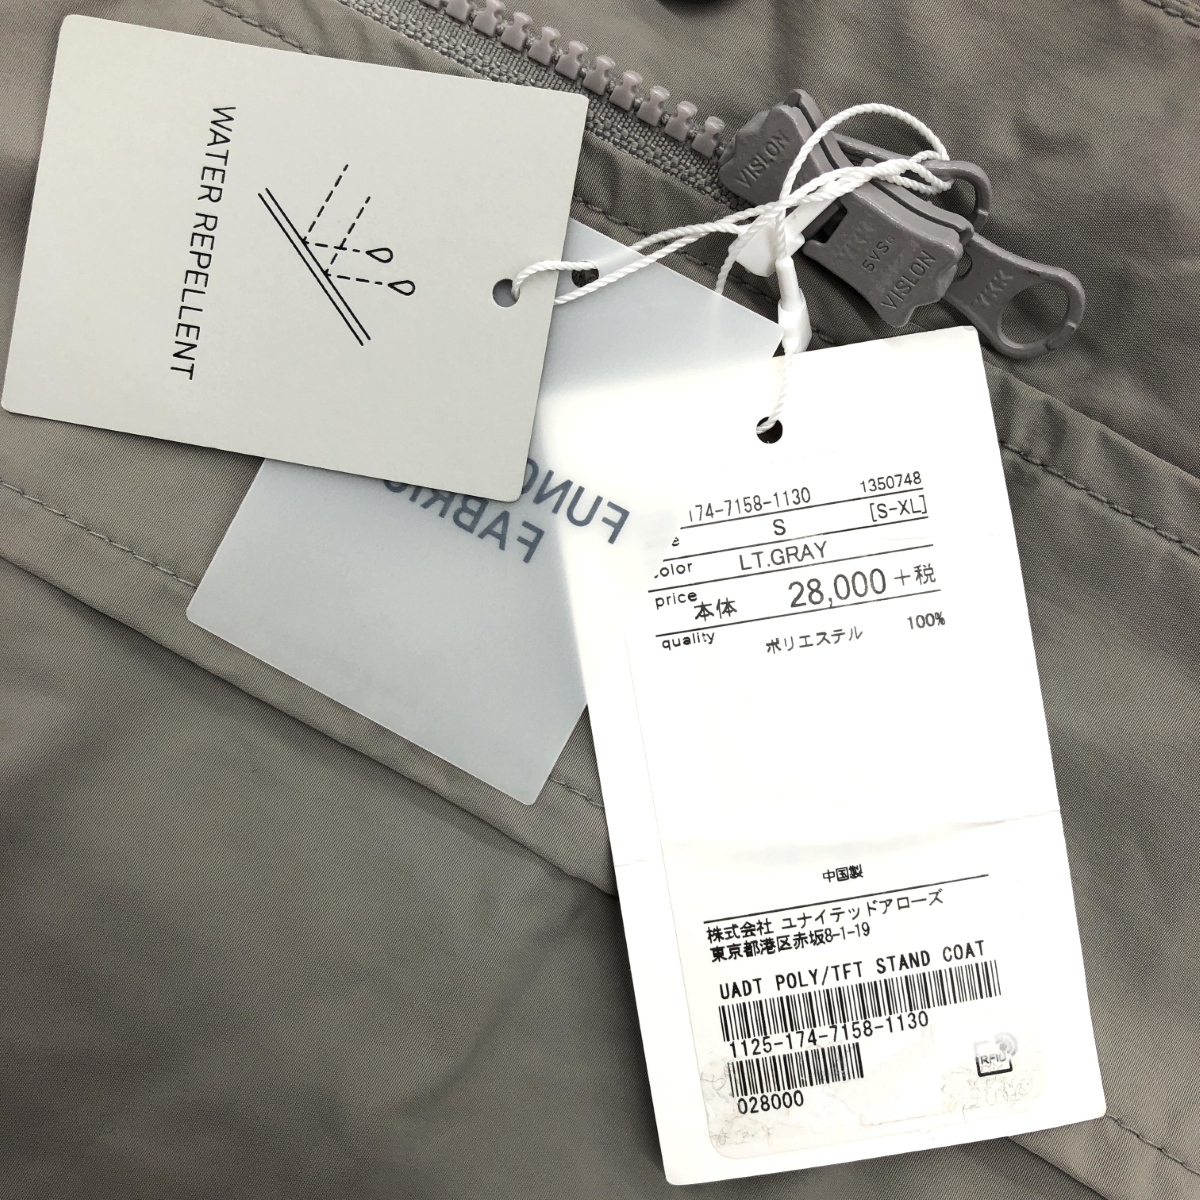 WATER REPELLENT
VISLON
YKK
5VS
VISLON
YKK
FABRIC
174-7158-1130 1350748
S [S-XL]
LT.GRAY
price 本体 28,000 +税
quality ポリエステル 100%
中国製
株式会社 ユナイテッドアローズ
東京都港区赤坂8-1-19
UADT POLY/TFT STAND COAT
1125-174-7158-1130
028000
RFID